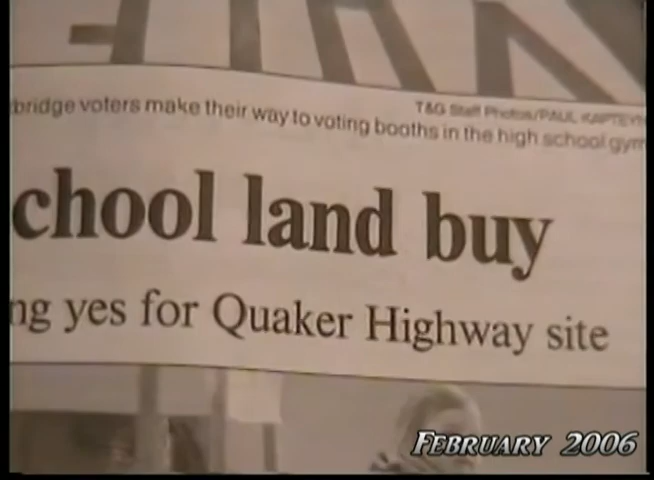 T&G Staff Photos/PAUL KAPTEYN
bridge voters make their way to voting booths in the high school gym
chool land buy
ng yes for Quaker Highway site
FEBRUARY 2006